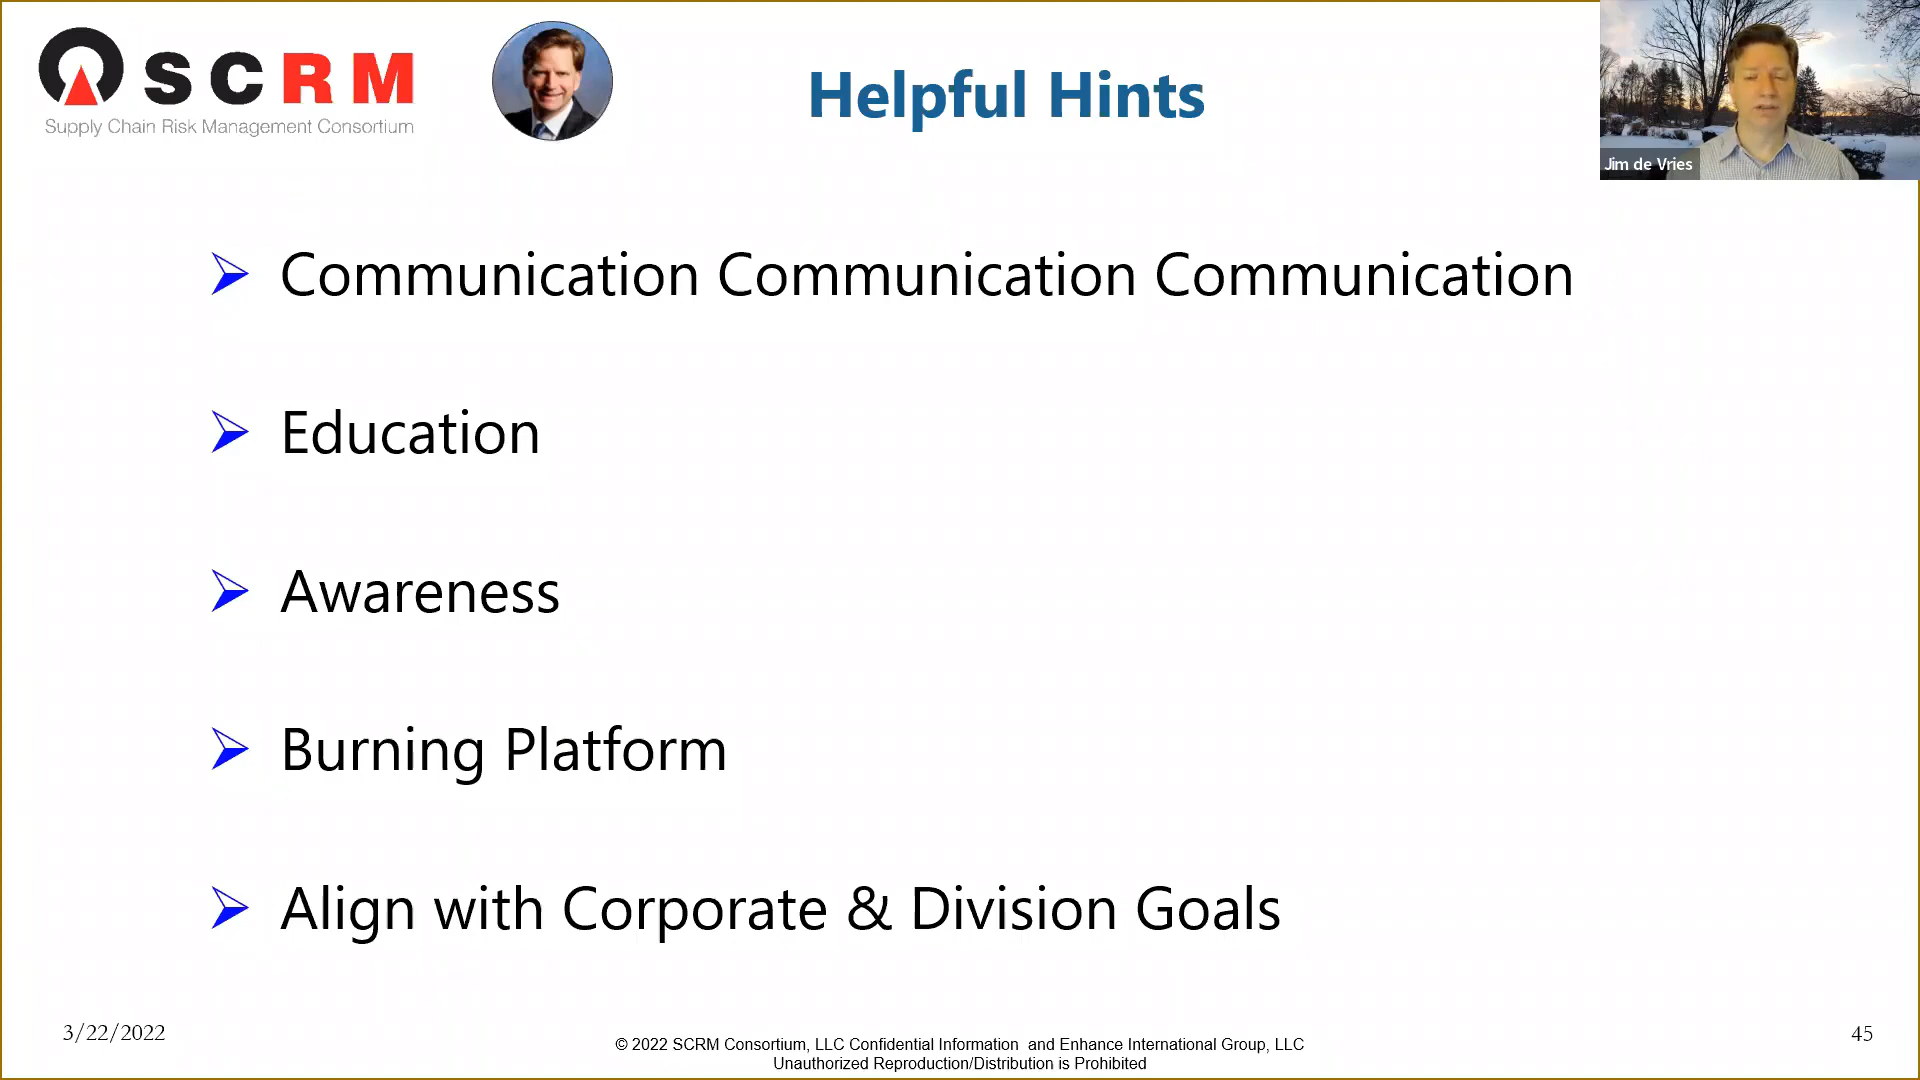 SCRM
Supply Chain Risk Management Consortium
Helpful Hints
Jim de Vries
Communication Communication Communication
Education
Awareness
Burning Platform
Align with Corporate & Division Goals
3/22/2022
© 2022 SCRM Consortium, LLC Confidential Information and Enhance International Group, LLC
Unauthorized Reproduction/Distribution is Prohibited
45